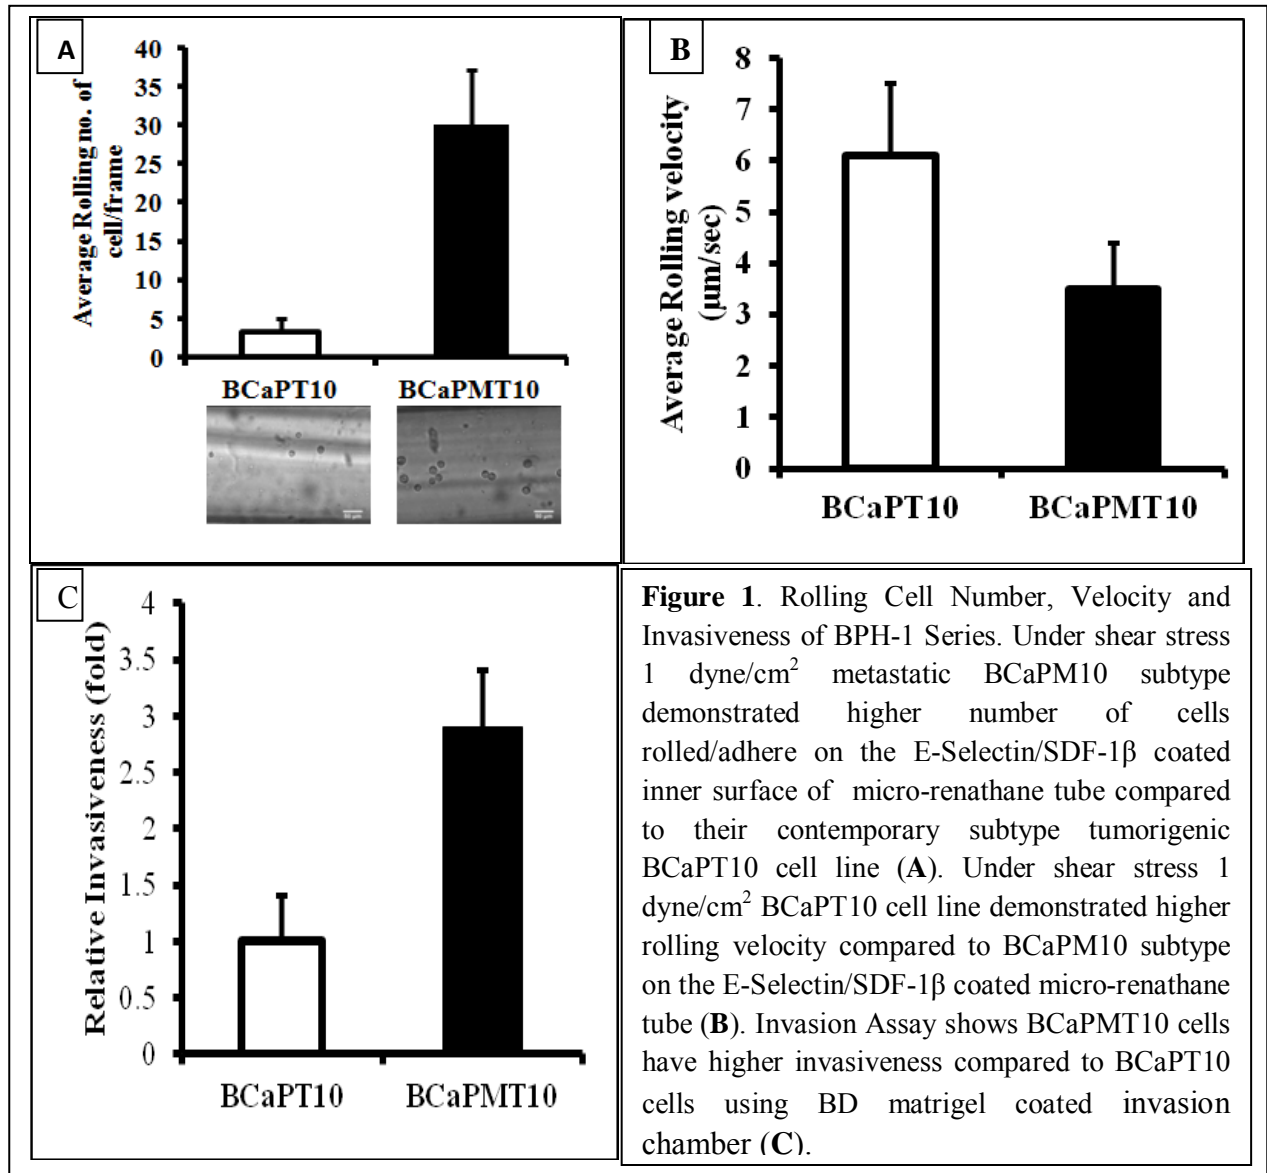 A
40
35
30
25
20
15
10
5
0
Average Rolling no. of
cell/frame
BCaPT10 BCaPMT10
B
8
7
6
5
4
3
2
1
0
Average Rolling velocity
(µm/sec)
BCaPT10 BCaPMT10
C
4
3.5
3
2.5
2
1.5
1
0.5
0
Relative Invasiveness (fold)
BCaPT10 BCaPMT10
Figure 1. Rolling Cell Number, Velocity and
Invasiveness of BPH-1 Series. Under shear stress
1 dyne/cm² metastatic BCaPM10 subtype
demonstrated higher number of cells
rolled/adhere on the E-Selectin/SDF-1β coated
inner surface of micro-renathane tube compared
to their contemporary subtype tumorigenic
BCaPT10 cell line (A). Under shear stress 1
dyne/cm² BCaPT10 cell line demonstrated higher
rolling velocity compared to BCaPM10 subtype
on the E-Selectin/SDF-1β coated micro-renathane
tube (B). Invasion Assay shows BCaPMT10 cells
have higher invasiveness compared to BCaPT10
cells using BD matrigel coated invasion
chamber (C).